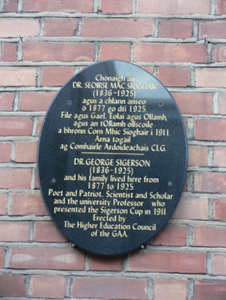 Chónaigh an
DR. SEOIRSE MAC SIOGHAIR
(1836-1925)
agus a chlann anseo
ó 1877 go dtí 1925.
File agus Gael, Eolaí agus Ollamh,
agus an tOllamh ollscoile
a bhronn Corn Mhic Sioghair i 1911
Arna tógáil
ag Comhairle Ardoideachais CLG
DR GEORGE SIGERSON
(1836-1925)
and his family lived here from
1877 to 1925
Poet and Patriot, Scientist and Scholar
and the university Professor who
presented the Sigerson Cup in 1911
Erected by
The Higher Education Council
of the GAA